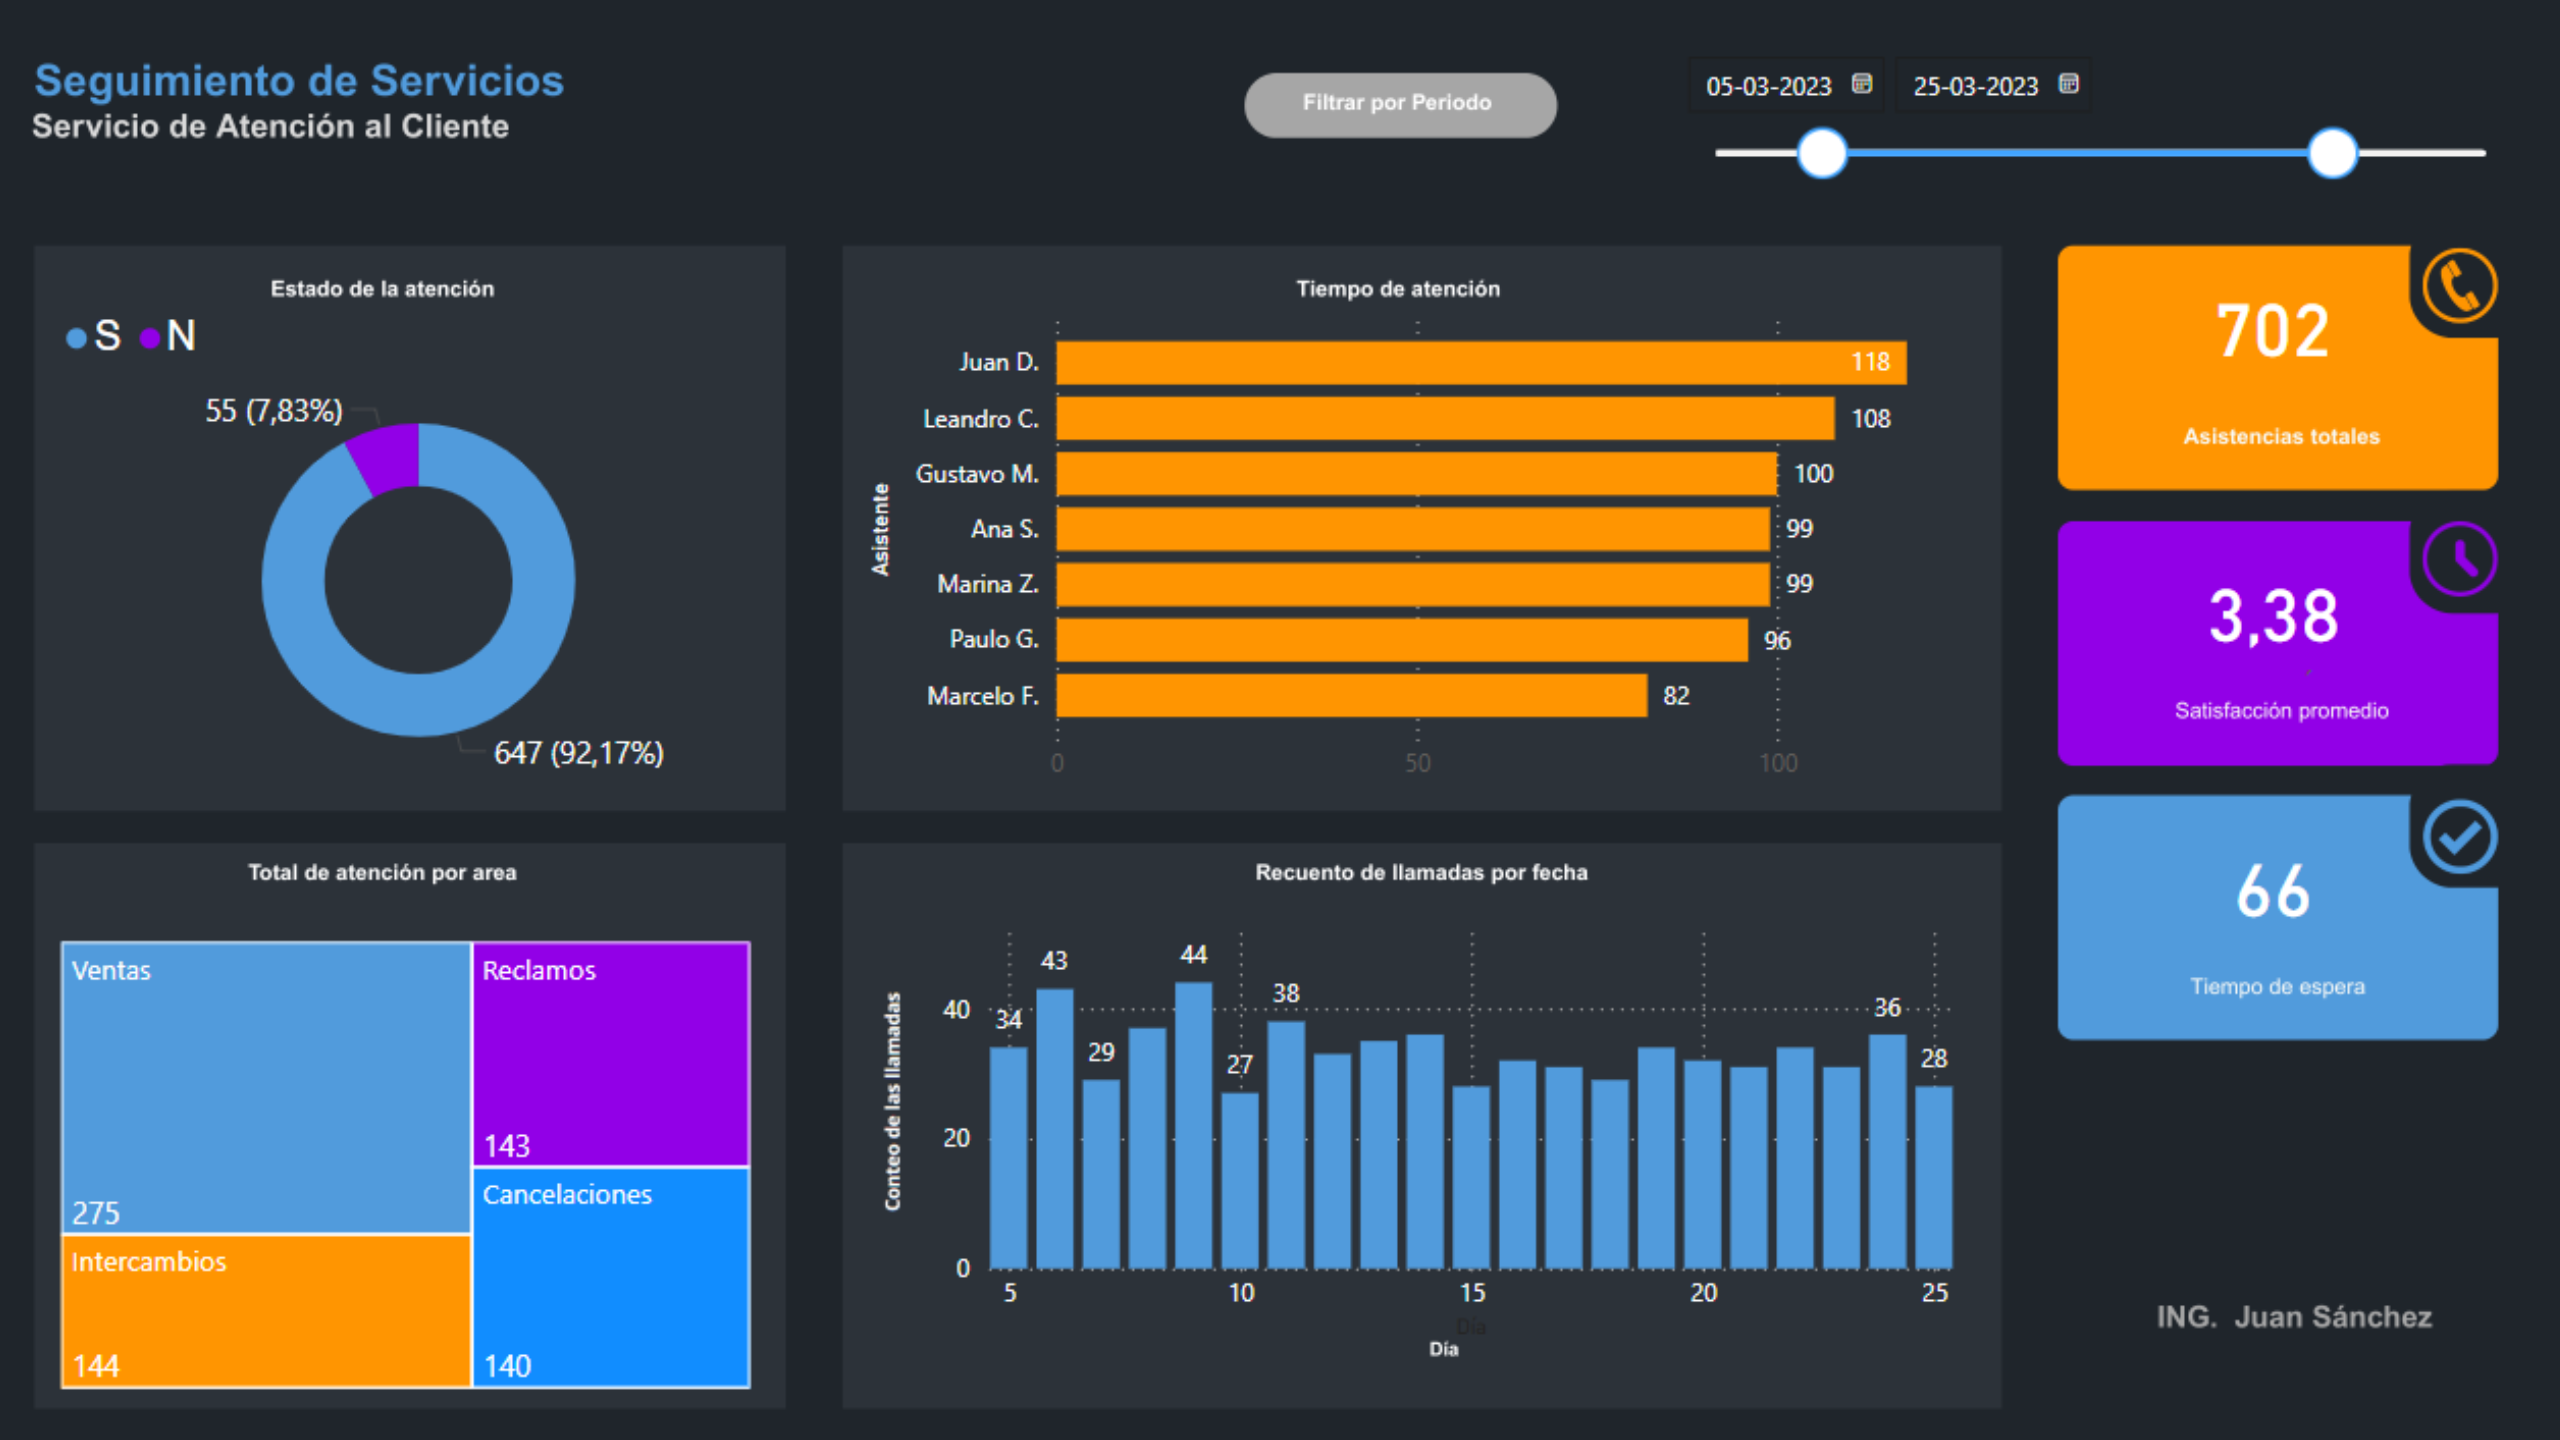 Seguimiento de Servicios
Servicio de Atención al Cliente
Filtrar por Periodo
05-03-2023
25-03-2023
Estado de la atención
S N
55 (7,83%)
647 (92,17%)
Tiempo de atención
Asistente
Juan D. 118
Leandro C. 108
Gustavo M. 100
Ana S. 99
Marina Z. 99
Paulo G. 96
Marcelo F. 82
0 50 100
702
Asistencias totales
3,38
Satisfacción promedio
66
Tiempo de espera
Total de atención por area
Ventas
275
Reclamos
143
Intercambios
144
Cancelaciones
140
Recuento de llamadas por fecha
Conteo de las llamadas
40
20
0
34 43 29 44 27 38 36 28
5 10 15 20 25
Día
Día
ING. Juan Sánchez